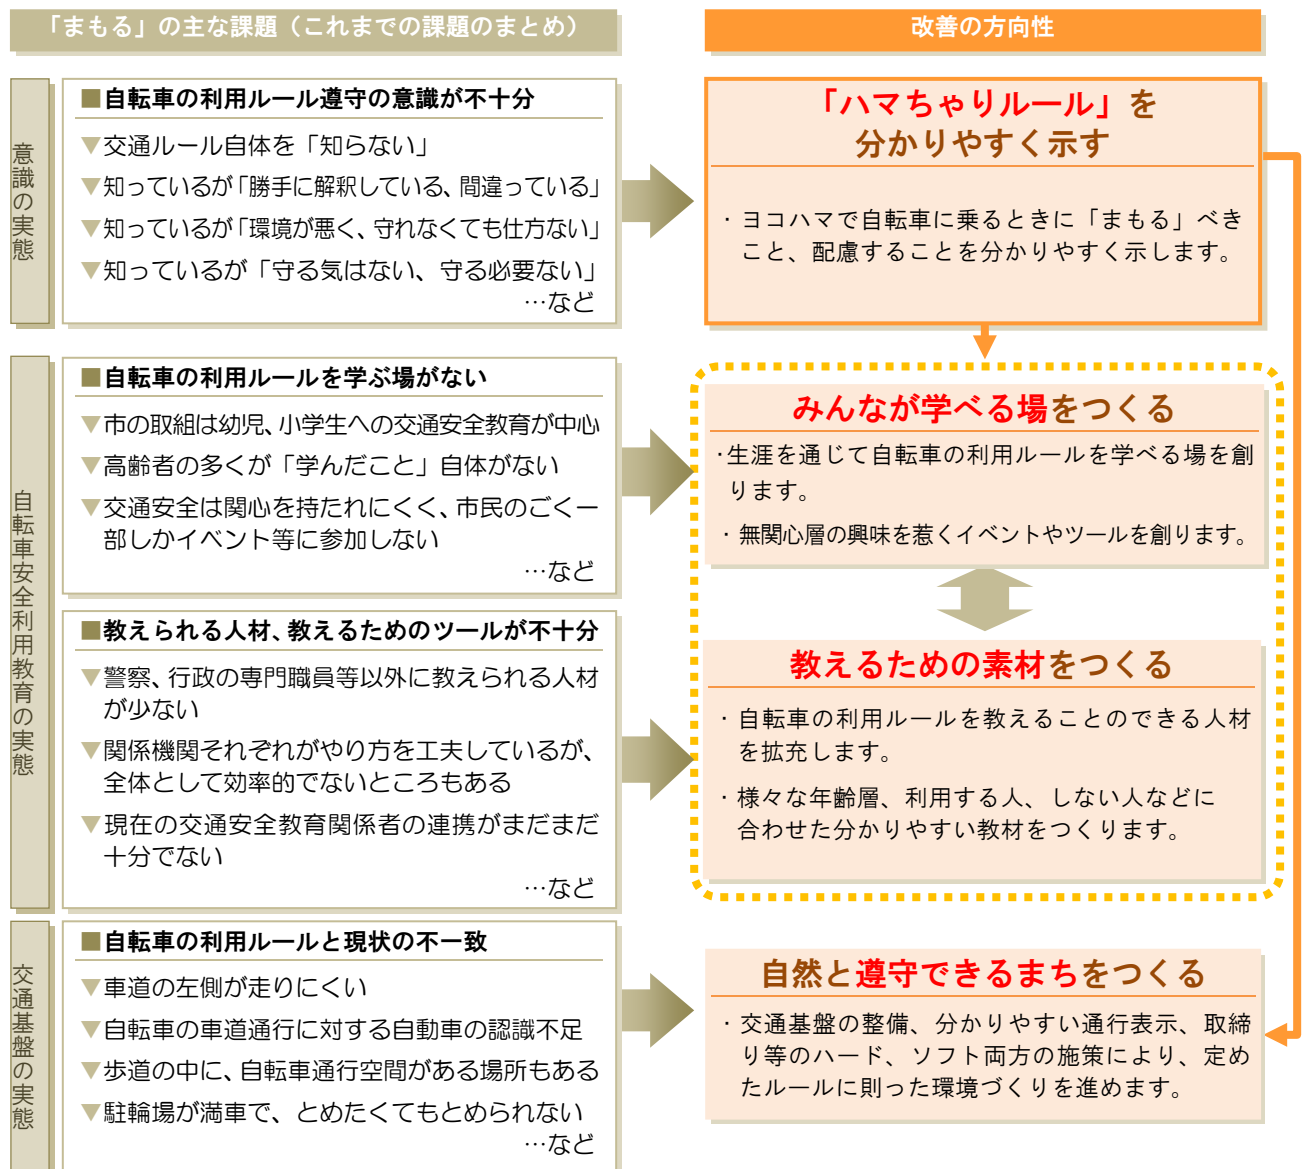 「まもる」の主な課題（これまでの課題のまとめ）
改善の方向性
意識の実態
■自転車の利用ルール遵守の意識が不十分
▼交通ルール自体を「知らない」
▼知っているが「勝手に解釈している、間違っている」
▼知っているが「環境が悪く、守れなくても仕方ない」
▼知っているが「守る気はない、守る必要ない」
…など
「ハマちゃりルール」を
分かりやすく示す
・ヨコハマで自転車に乗るときに「まもる」べき
こと、配慮することを分かりやすく示します。
自転車安全利用教育の実態
■自転車の利用ルールを学ぶ場がない
▼市の取組は幼児、小学生への交通安全教育が中心
▼高齢者の多くが「学んだこと」自体がない
▼交通安全は関心を持たれにくく、市民のごく一
部しかイベント等に参加しない
…など
みんなが学べる場をつくる
・生涯を通じて自転車の利用ルールを学べる場を創
ります。
・無関心層の興味を惹くイベントやツールを創ります。
■教えられる人材、教えるためのツールが不十分
▼警察、行政の専門職員等以外に教えられる人材
が少ない
▼関係機関それぞれがやり方を工夫しているが、
全体として効率的でないところもある
▼現在の交通安全教育関係者の連携がまだまだ
十分でない
…など
教えるための素材をつくる
・自転車の利用ルールを教えることのできる人材
を拡充します。
・様々な年齢層、利用する人、しない人などに
合わせた分かりやすい教材をつくります。
交通基盤の実態
■自転車の利用ルールと現状の不一致
▼車道の左側が走りにくい
▼自転車の車道通行に対する自動車の認識不足
▼歩道の中に、自転車通行空間がある場所もある
▼駐輪場が満車で、とめたくてもとめられない
…など
自然と遵守できるまちをつくる
・交通基盤の整備、分かりやすい通行表示、取締
り等のハード、ソフト両方の施策により、定め
たルールに則った環境づくりを進めます。